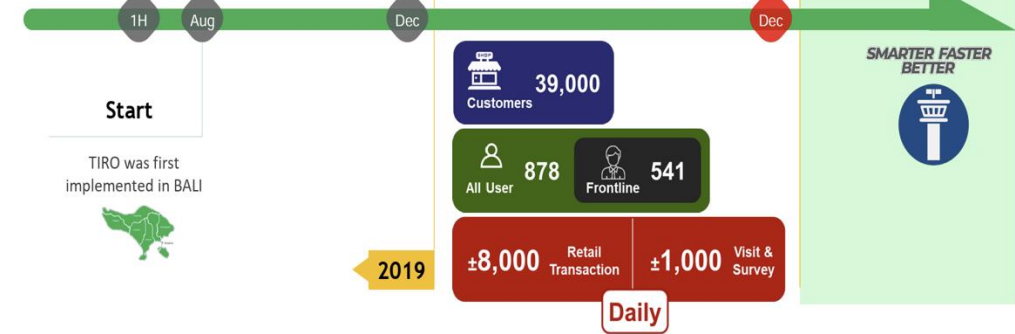 1H
Aug
Dec
Dec
Start
TIRO was first
implemented in BALI
2019
SHOP
39,000
Customers
878
All User
541
Frontline
±8,000
Retail
Transaction
±1,000
Visit &
Survey
Daily
SMARTER FASTER
BETTER